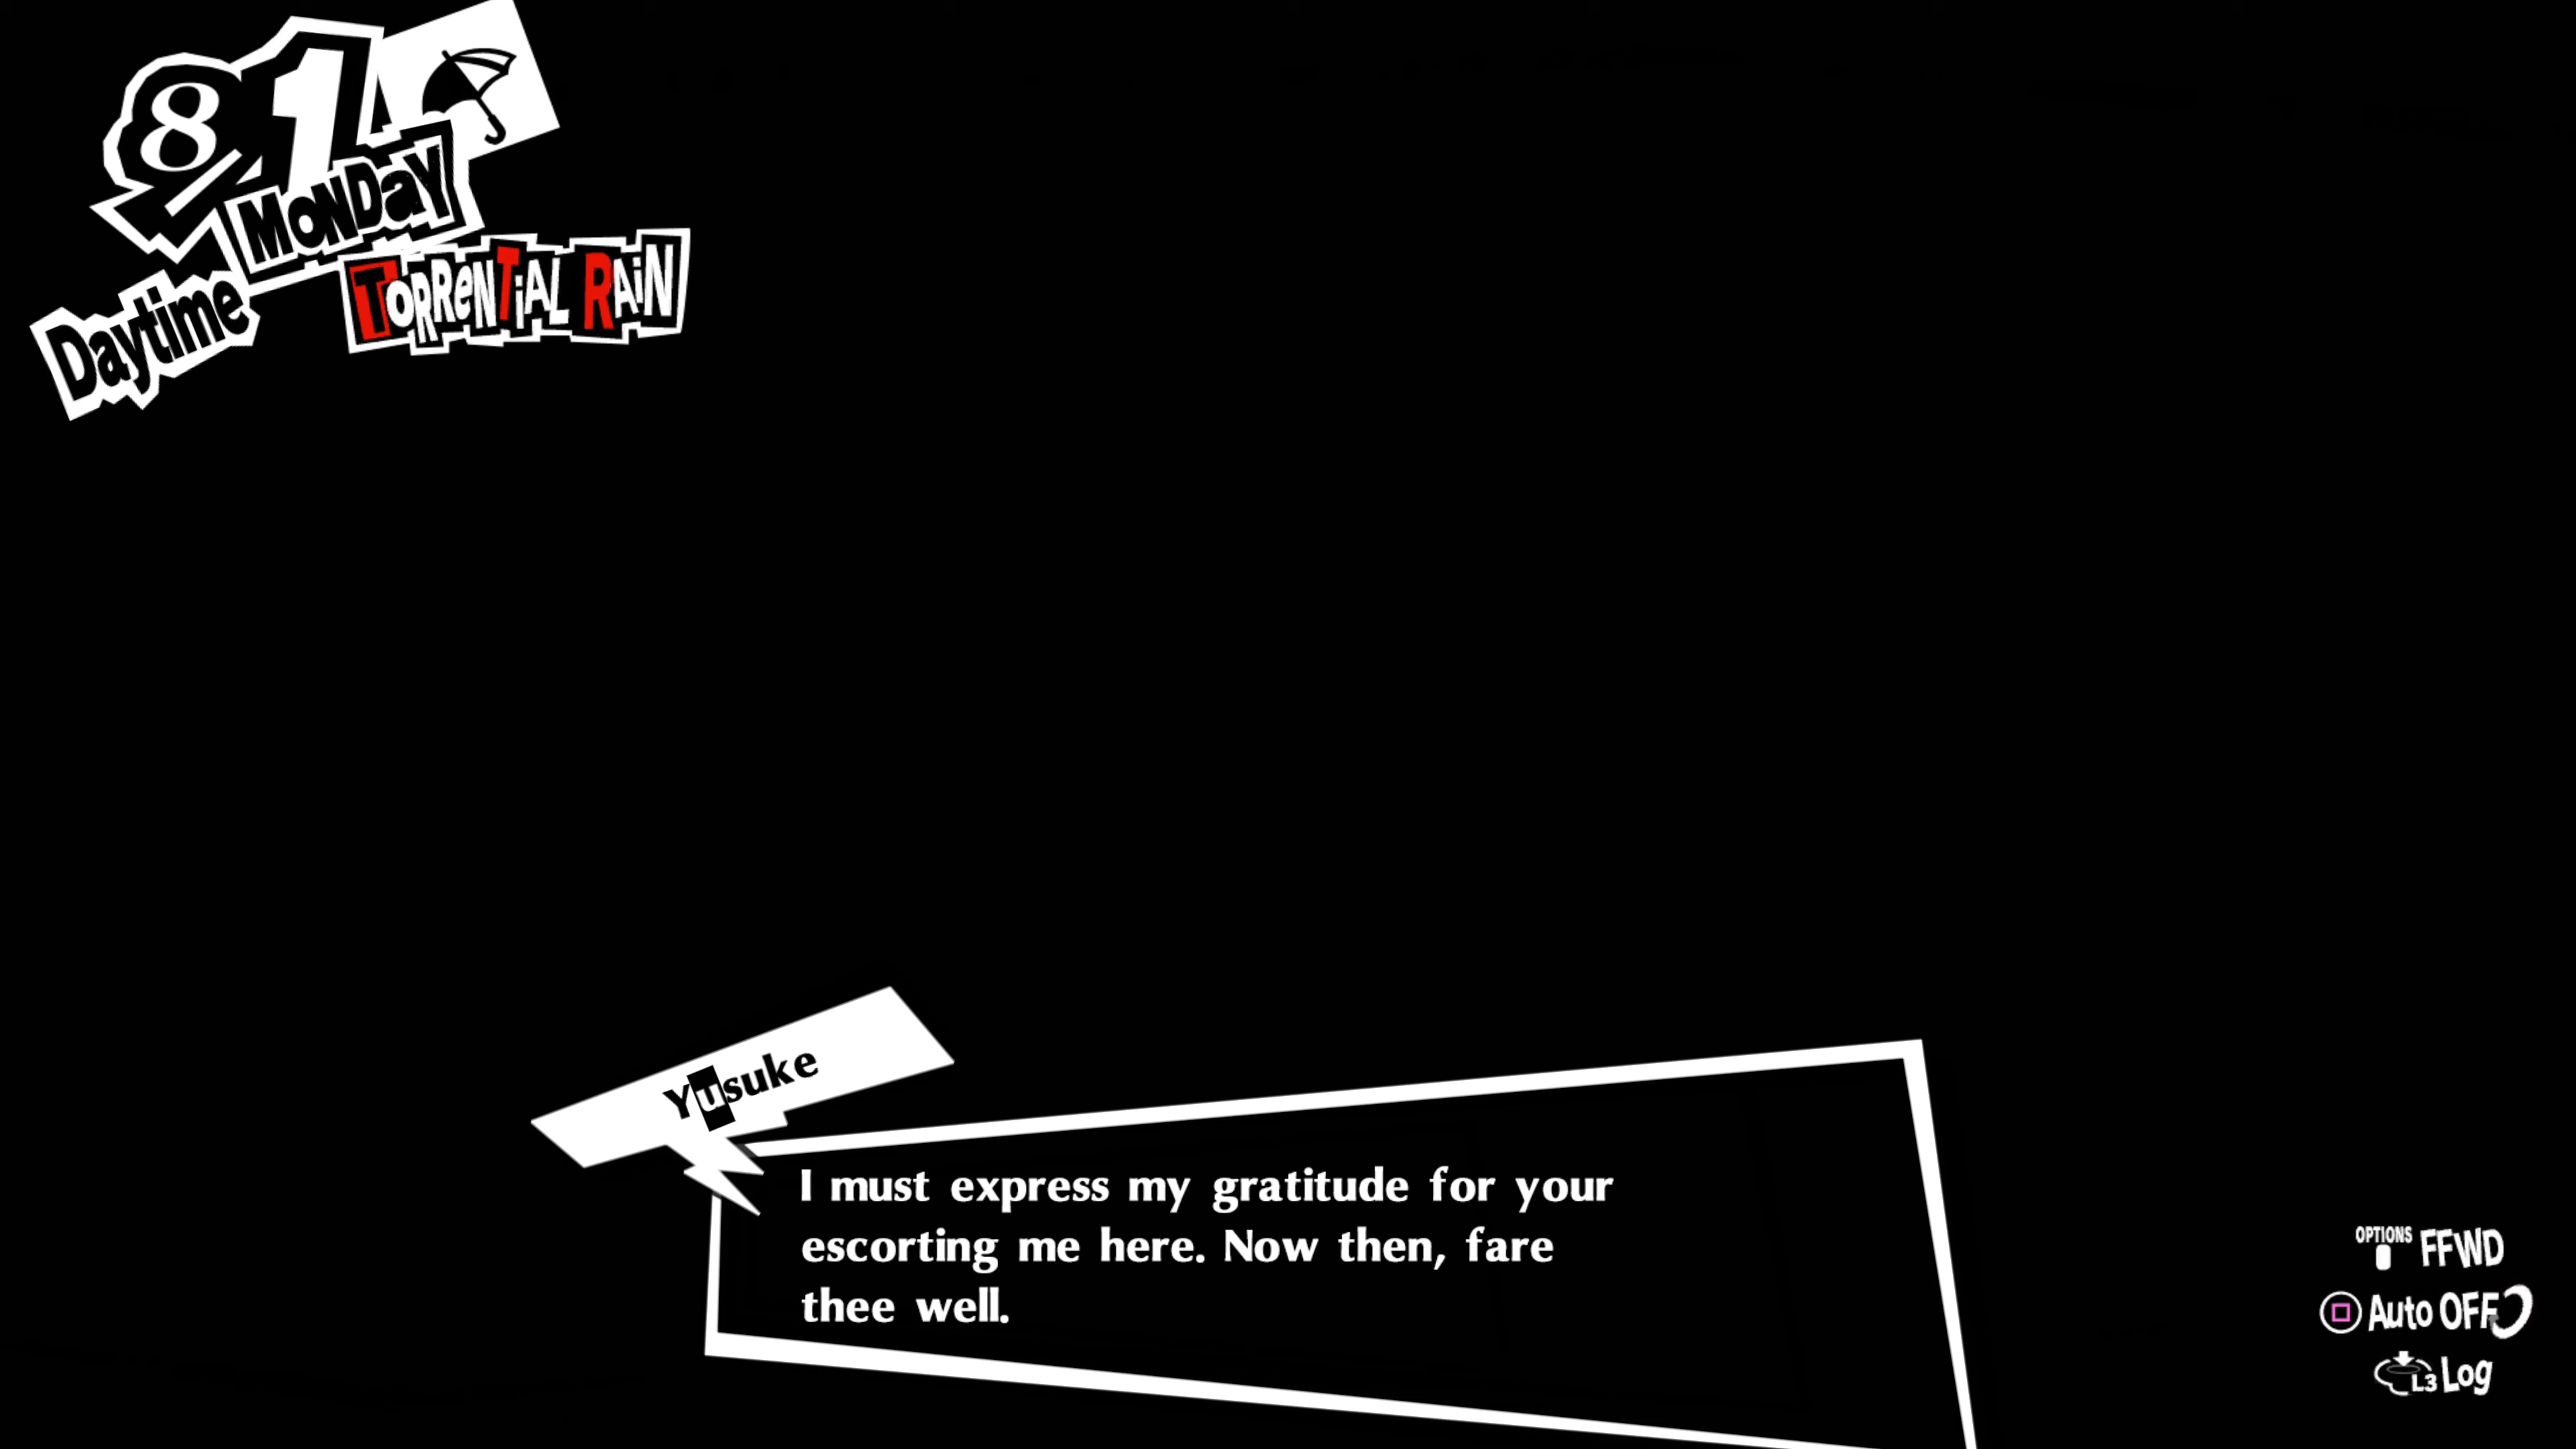 8/1
MONDaY
Daytime
TORReNTiAL RAiN
Yusuke
I must express my gratitude for your
escorting me here. Now then, fare
thee well.
OPTIONS FFWD
Auto OFF
L3 Log